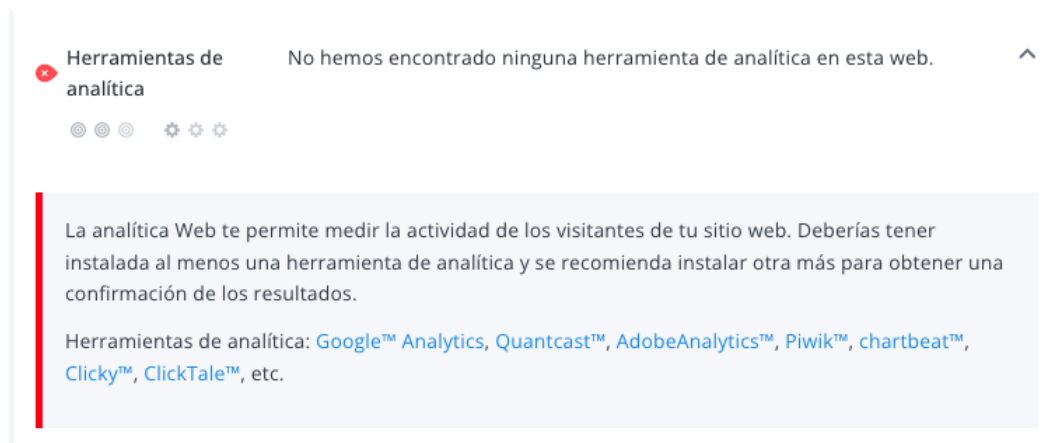 Herramientas de No hemos encontrado ninguna herramienta de analítica en esta web.
analítica
La analítica Web te permite medir la actividad de los visitantes de tu sitio web. Deberías tener
instalada al menos una herramienta de analítica y se recomienda instalar otra más para obtener una
confirmación de los resultados.
Herramientas de analítica: Google™ Analytics, Quantcast™, AdobeAnalytics™, Piwik™, chartbeat™,
Clicky™, ClickTale™, etc.